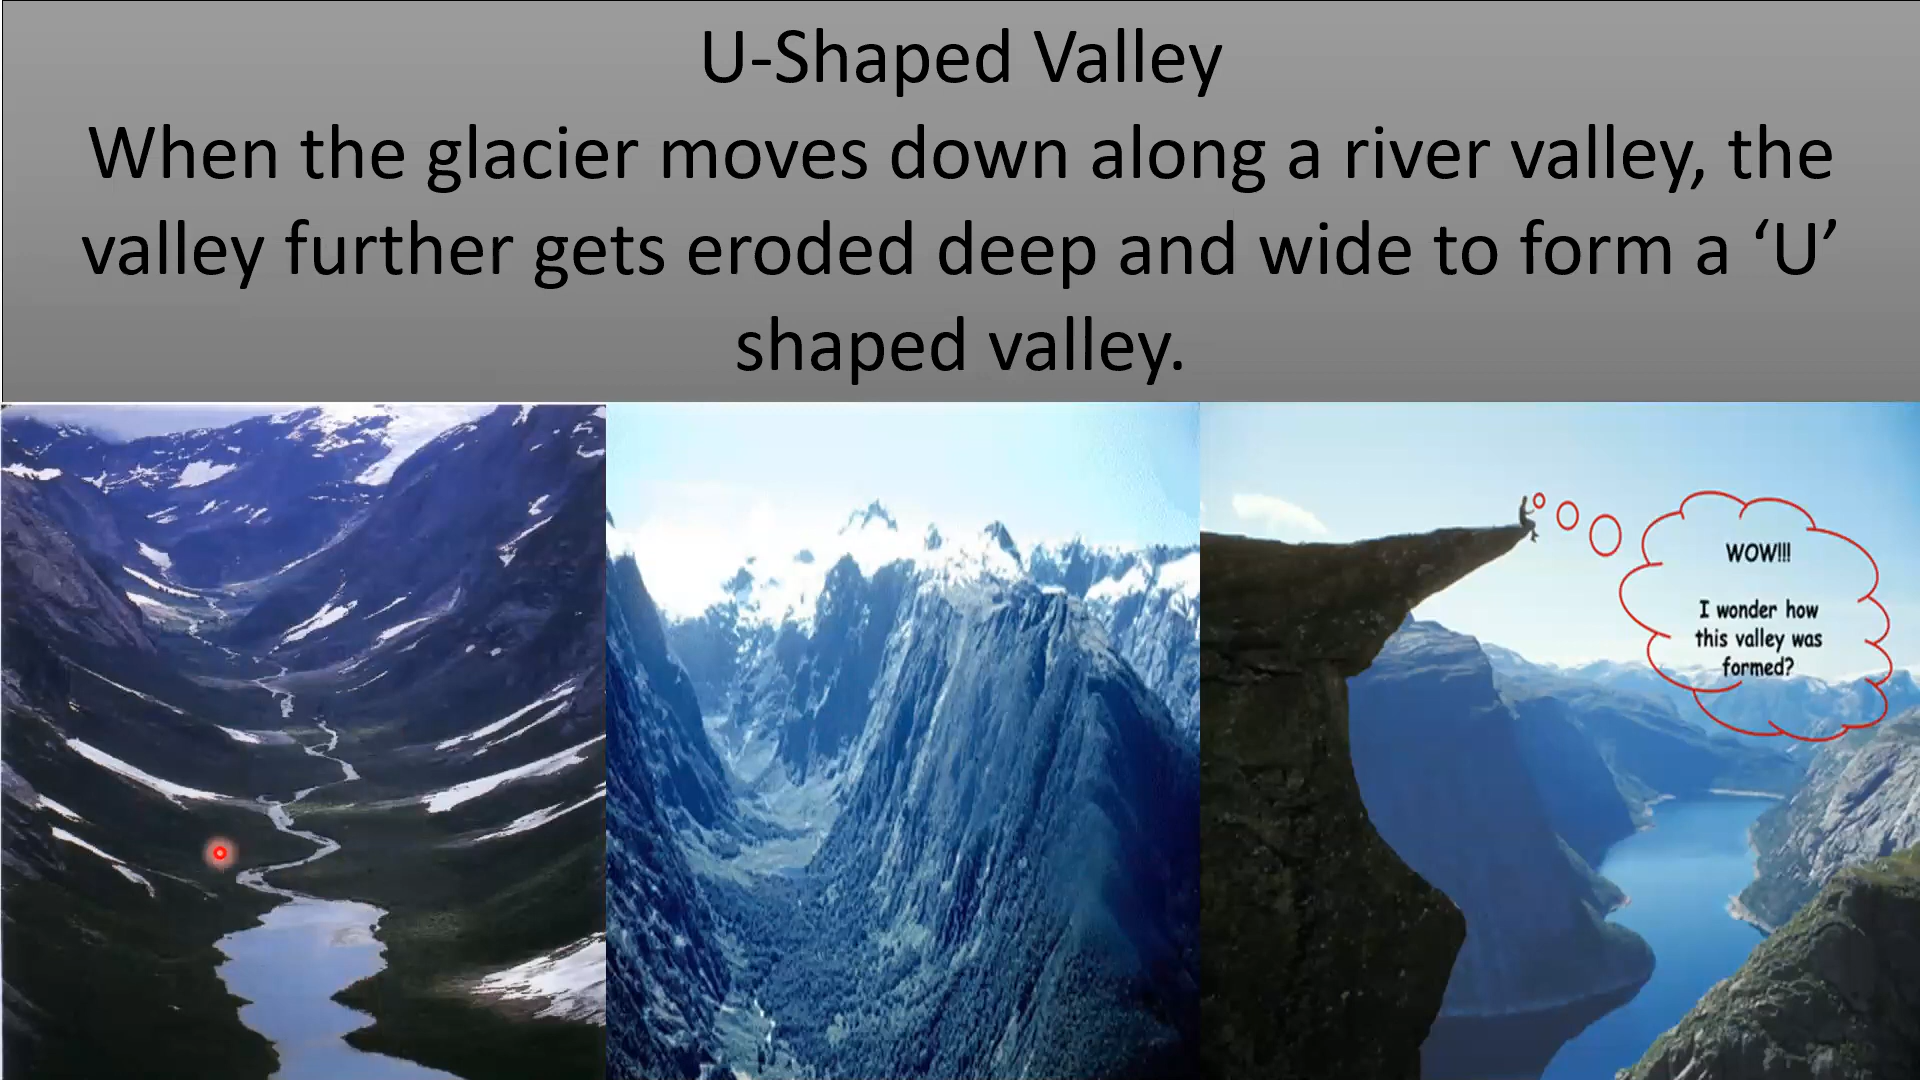 U-Shaped Valley
When the glacier moves down along a river valley, the
valley further gets eroded deep and wide to form a ‘U’
shaped valley.
WOW!!!
I wonder how
this valley was
formed?